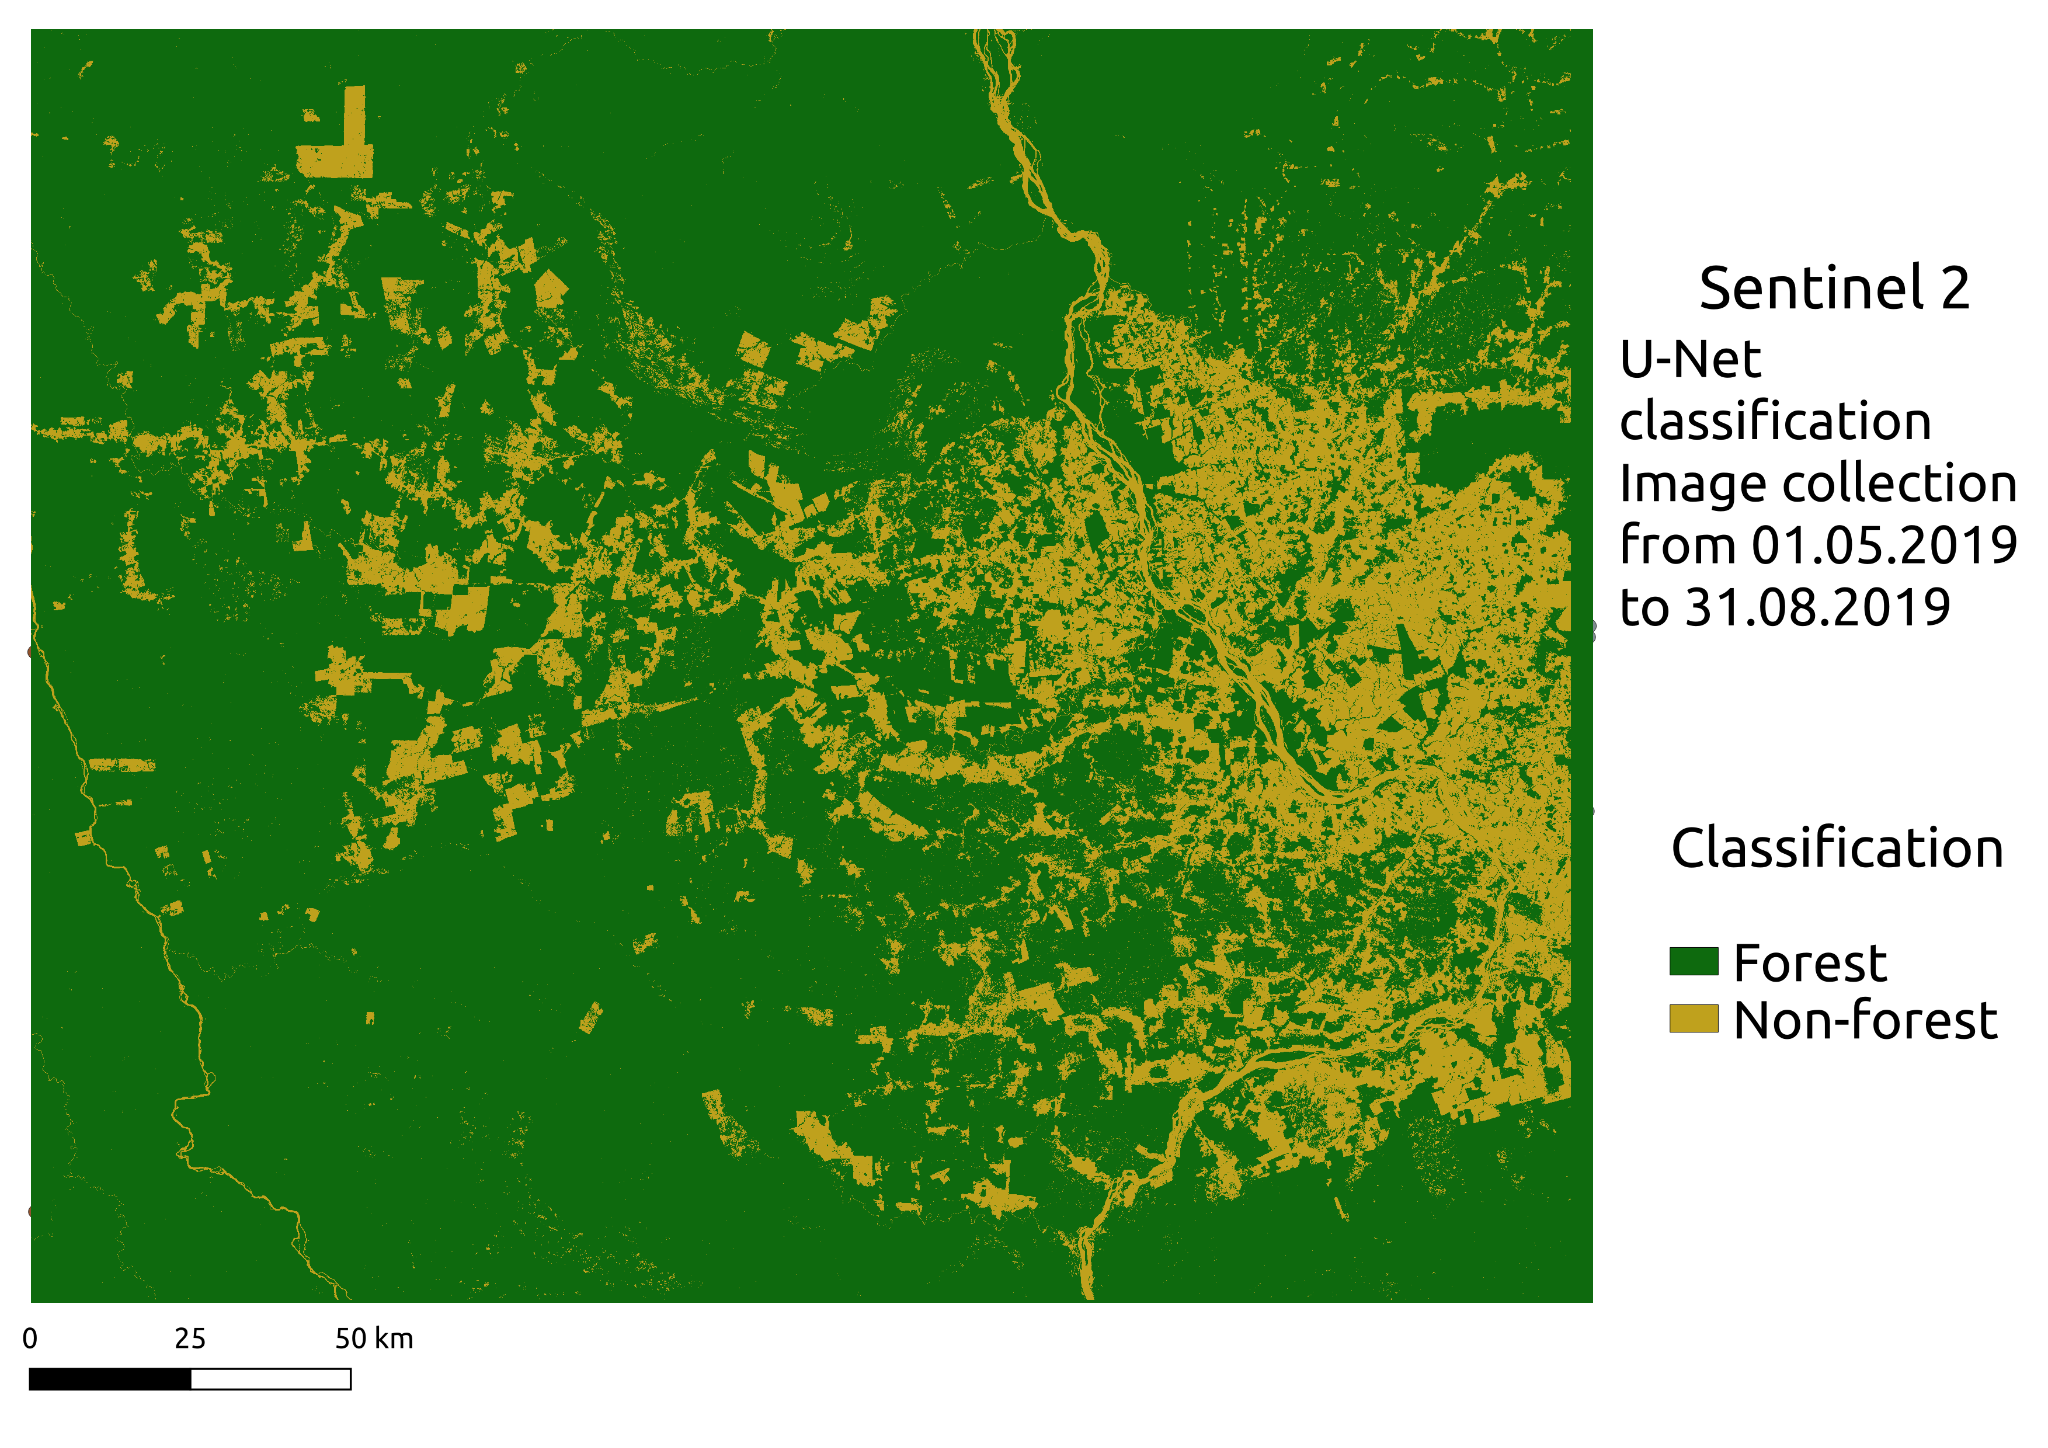 Sentinel 2
U-Net
classification
Image collection
from 01.05.2019
to 31.08.2019
Classification
Forest
Non-forest
0 25 50 km